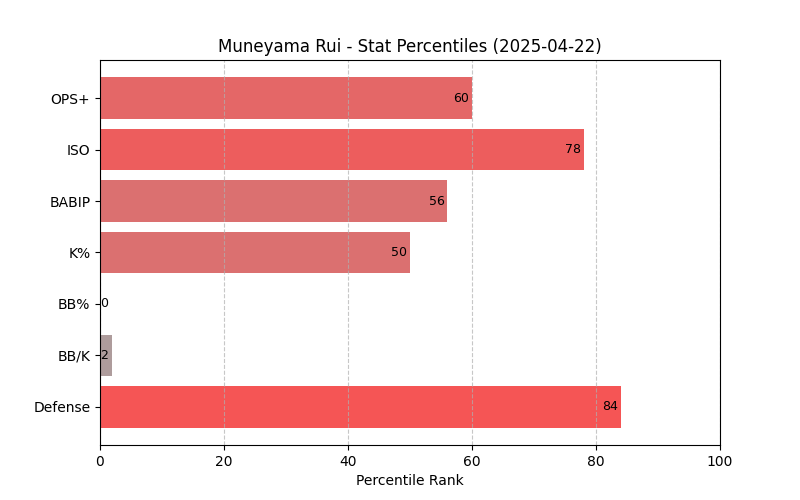 Muneyama Rui - Stat Percentiles (2025-04-22)
OPS+ 60
ISO 78
BABIP 56
K% 50
BB% 0
BB/K 2
Defense 84
0 20 40 60 80 100
Percentile Rank